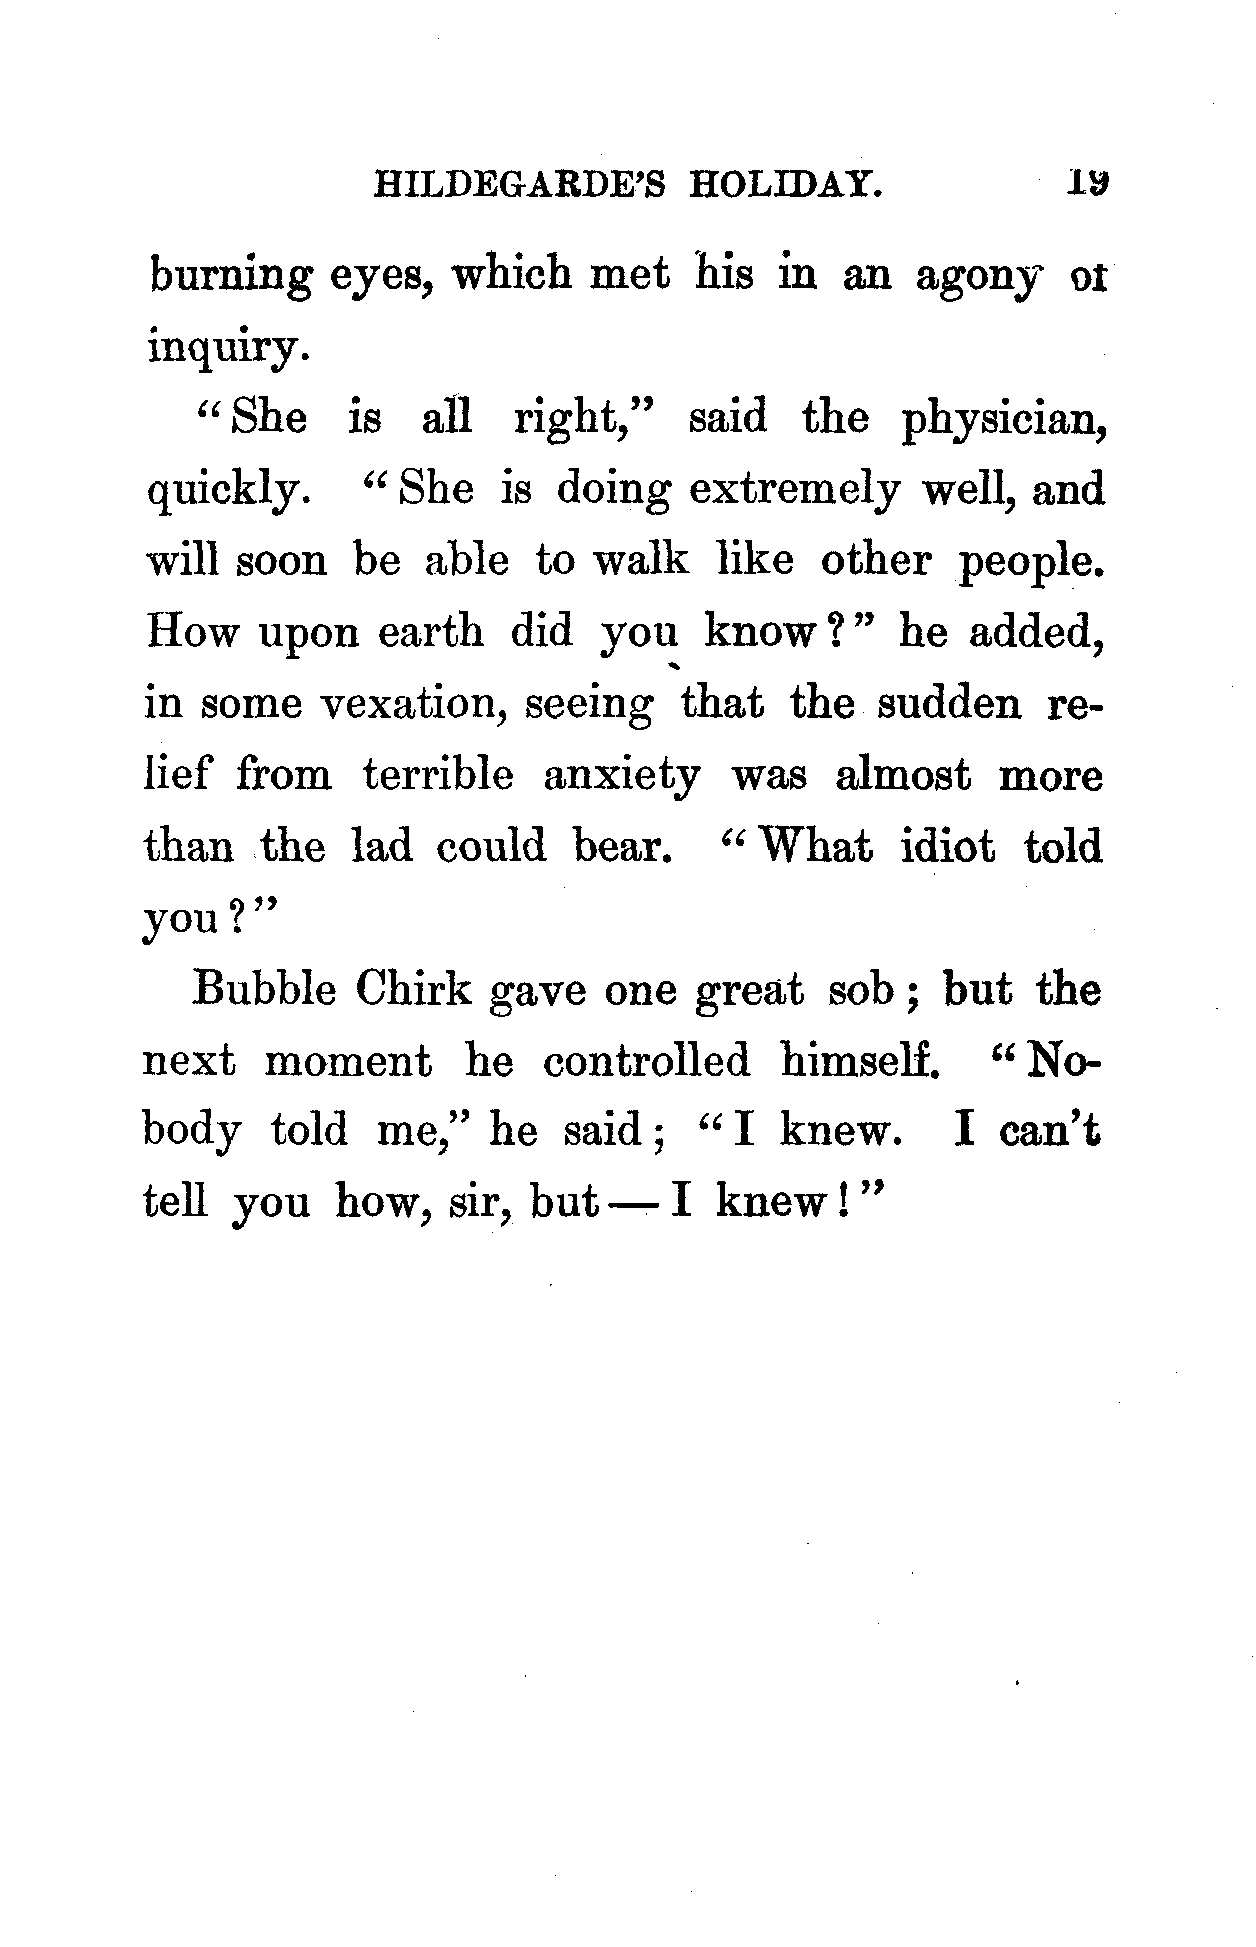 HILDEGARDE'S HOLIDAY. 19
burning eyes, which met his in an agony of
inquiry.
"She is all right," said the physician,
quickly. "She is doing extremely well, and
will soon be able to walk like other people.
How upon earth did you know?" he added,
in some vexation, seeing that the sudden re-
lief from terrible anxiety was almost more
than the lad could bear. "What idiot told
you?"
Bubble Chirk gave one great sob; but the
next moment he controlled himself. "No-
body told me," he said; "I knew. I can't
tell you how, sir, but — I knew!"